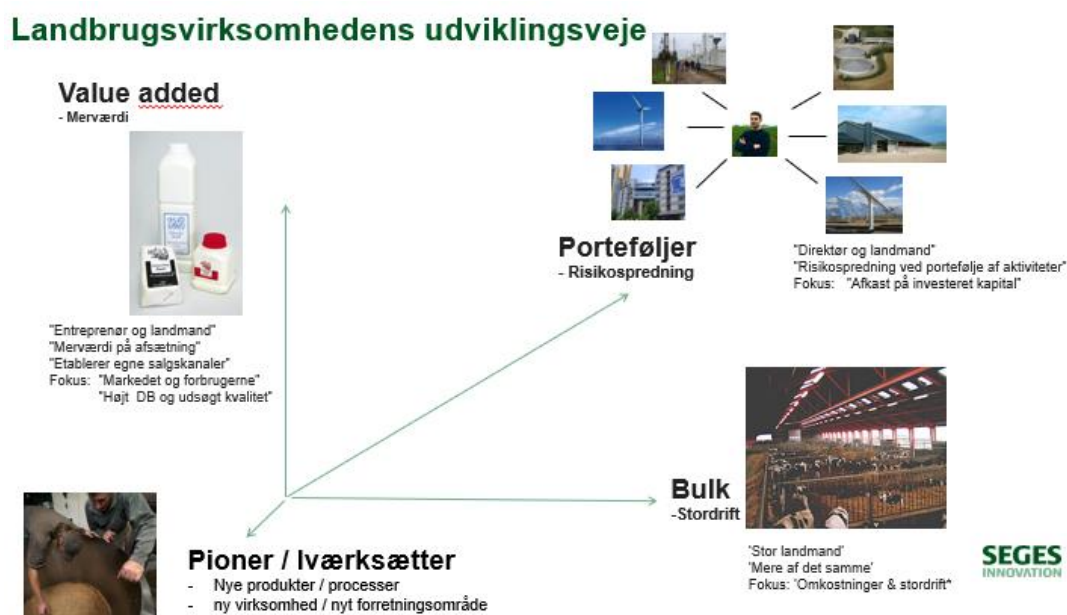 Landbrugsvirksomhedens udviklingsveje
Value added
- Merværdi
"Entreprenør og landmand"
"Merværdi på afsætning"
"Etablerer egne salgskanaler"
Fokus: "Markedet og forbrugerne"
"Højt DB og udsøgt kvalitet"
Porteføljer
- Risikospredning
"Direktør og landmand"
"Risikospredning ved portefølje af aktiviteter"
Fokus: "Afkast på investeret kapital"
Bulk
-Stordrift
'Stor landmand'
'Mere af det samme'
Fokus: 'Omkostninger & stordrift"
Pioner / Iværksætter
- Nye produkter / processer
- ny virksomhed / nyt forretningsområde
SEGES
INNOVATION